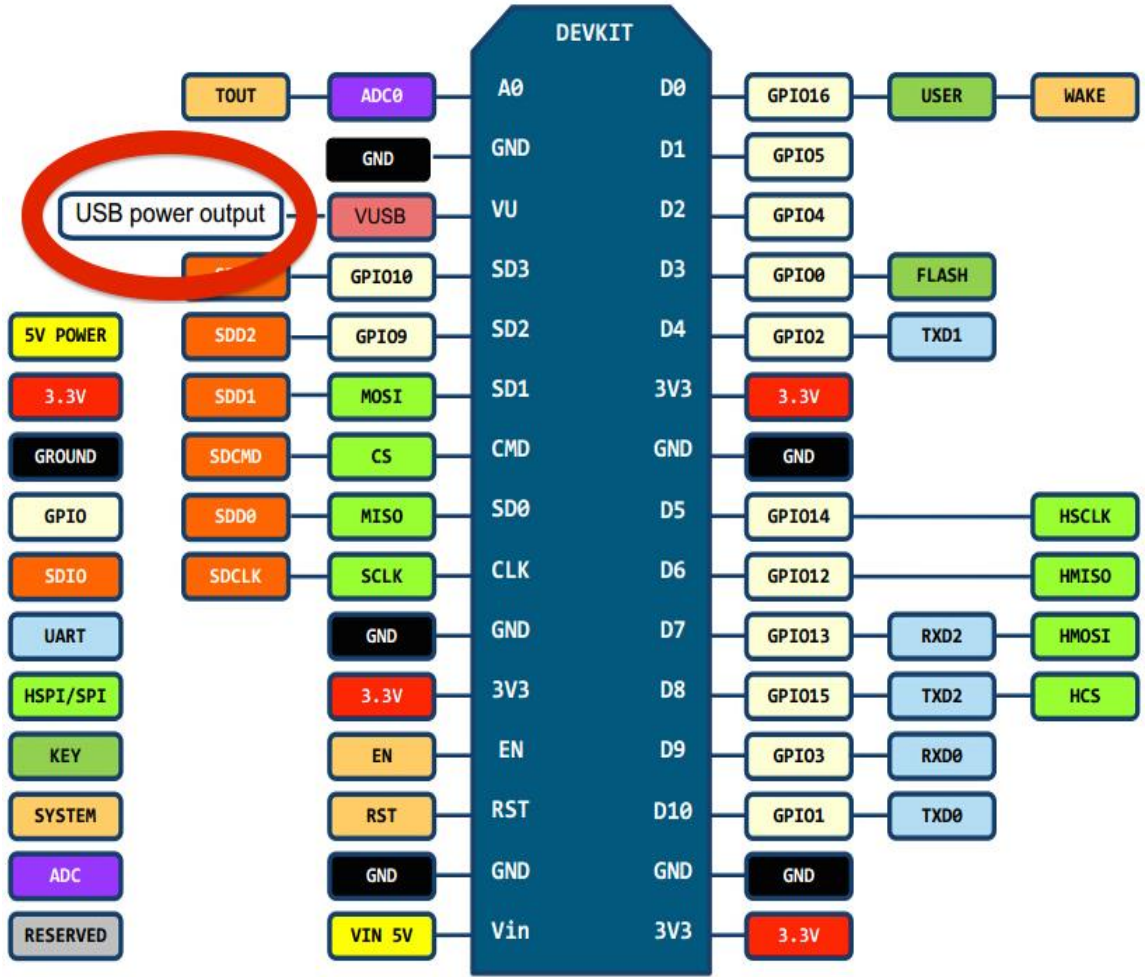 DEVKIT
TOUT ADC0 A0 D0 GPIO16 USER WAKE
GND GND D1 GPIO5
USB power output VUSB VU D2 GPIO4
GPIO10 SD3 D3 GPIO0 FLASH
5V POWER SDD2 GPIO9 SD2 D4 GPIO2 TXD1
3.3V SDD1 MOSI SD1 3V3 3.3V
GROUND SDCMD CS CMD GND GND
GPIO SDD0 MISO SD0 D5 GPIO14 HSCLK
SDIO SDCLK SCLK CLK D6 GPIO12 HMISO
UART GND GND D7 GPIO13 RXD2 HMOSI
HSPI/SPI 3.3V 3V3 D8 GPIO15 TXD2 HCS
KEY EN EN D9 GPIO3 RXD0
SYSTEM RST RST D10 GPIO1 TXD0
ADC GND GND GND GND
RESERVED VIN 5V Vin 3V3 3.3V